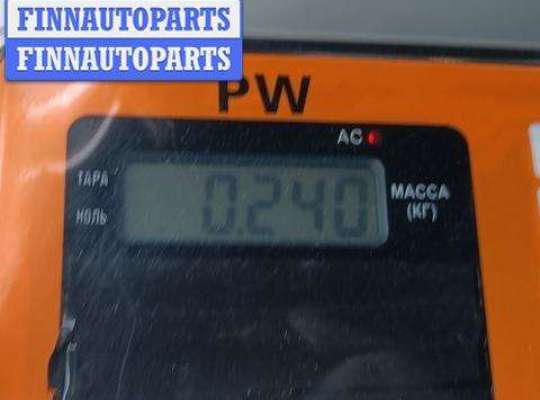 FINNAUTOPARTS
FINNAUTOPARTS
PW
AC
ТАРА
НОЛЬ
0.240
МАССА
(КГ)